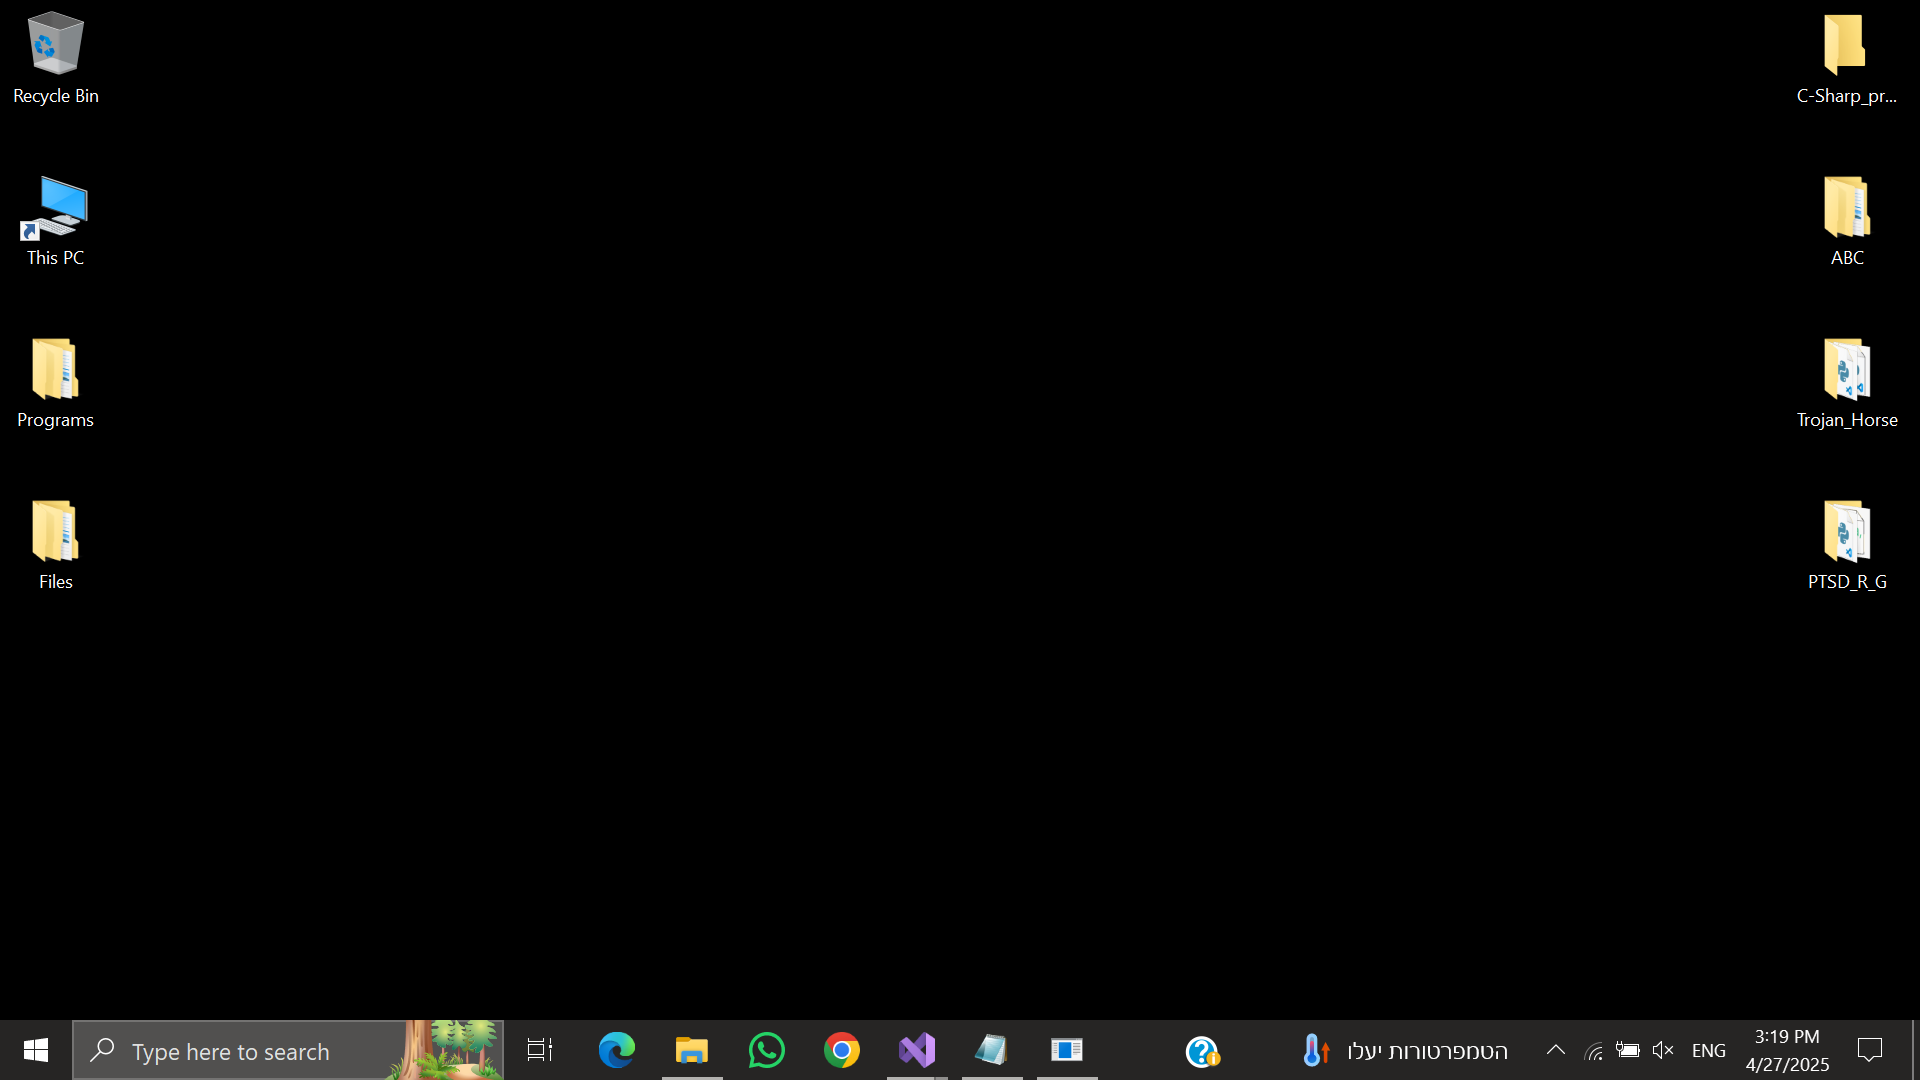 Recycle Bin
This PC
Programs
Files
C-Sharp_pr...
ABC
Trojan_Horse
PTSD_R_G
Type here to search
הטמפרטורות יעלו
ENG
3:19 PM
4/27/2025